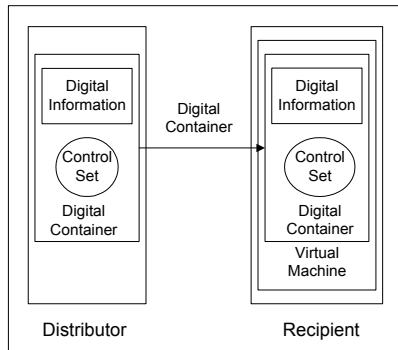 Digital
Information
Control
Set
Digital
Container
Distributor
Digital
Container
Digital
Information
Control
Set
Digital
Container
Virtual
Machine
Recipient